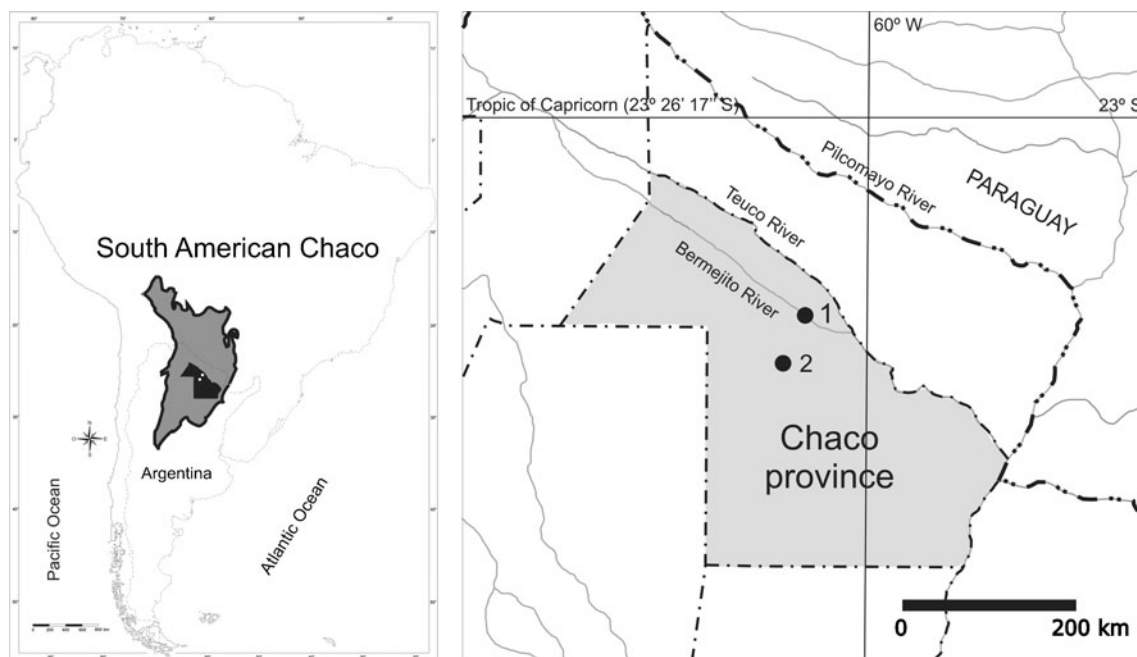 South American Chaco
Argentina
Pacific Ocean
Atlantic Ocean
60º W
Tropic of Capricorn (23º 26' 17" S)
23º S
Pilcomayo River
PARAGUAY
Teuco River
Bermejito River
1
2
Chaco
province
0
200 km